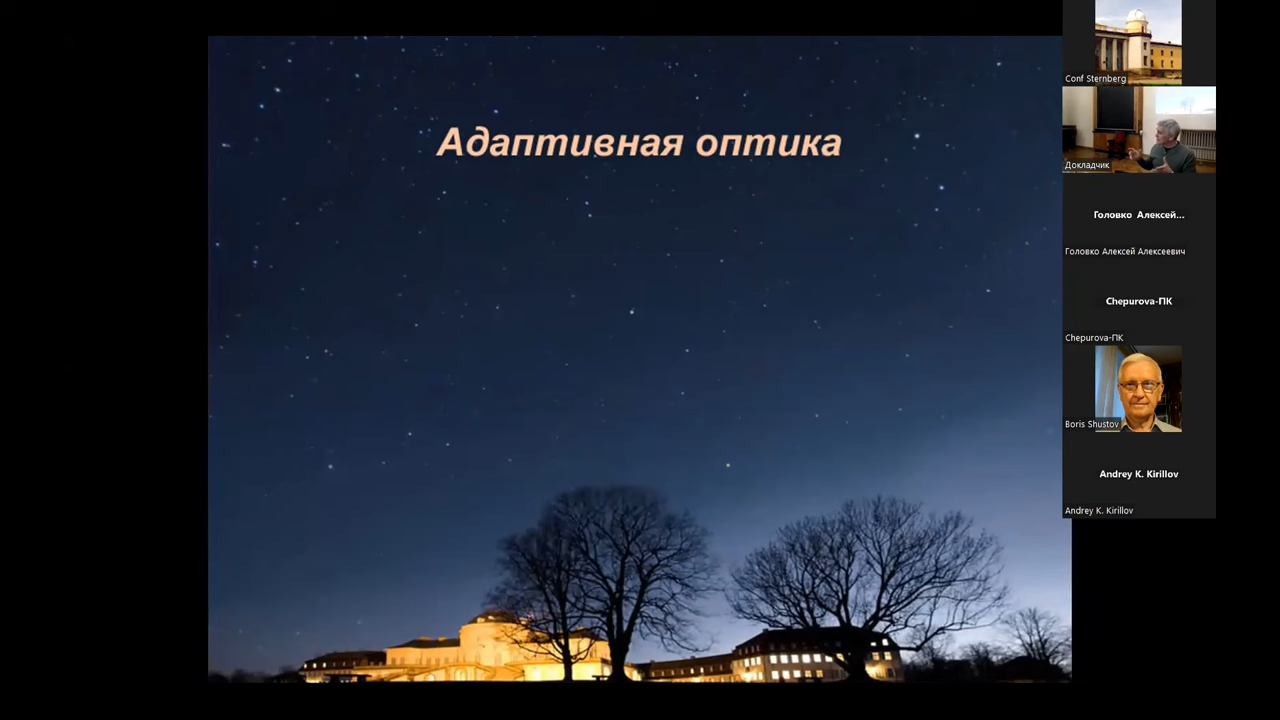 Адаптивная оптика
Conf Sternberg
Докладчик
Головко Алексей...
Головко Алексей Алексеевич
Chepurova-ПК
Chepurova-ПК
Boris Shustov
Andrey K. Kirillov
Andrey K. Kirillov